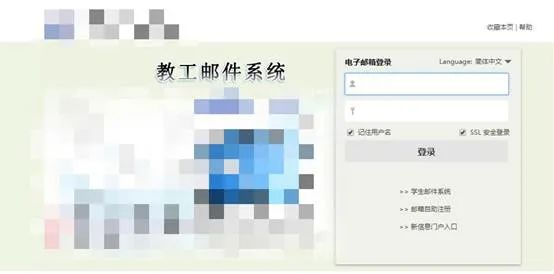 收藏本页 | 帮助
教工邮件系统
电子邮箱登录 Language: 简体中文
记住用户名 SSL 安全登录
登录
>> 学生邮件系统
>> 邮箱自助注册
>> 新信息门户入口